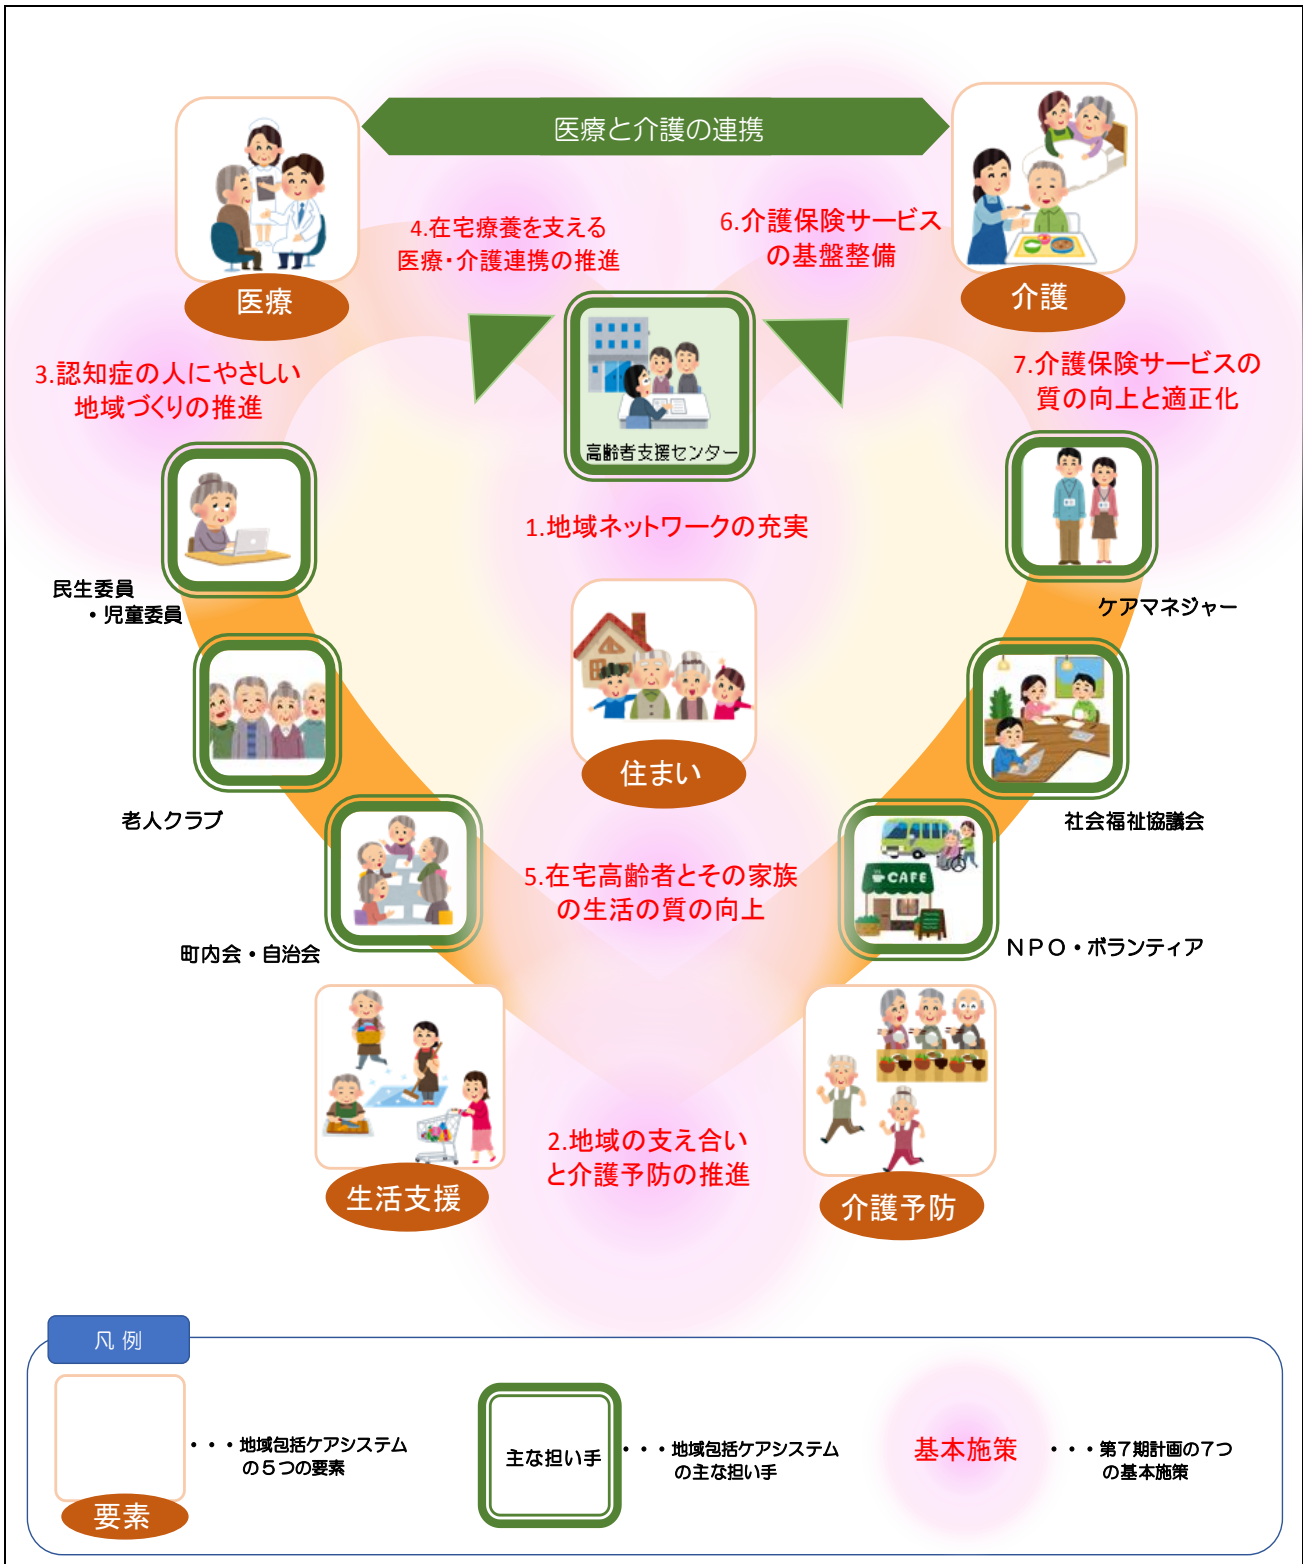 医療と介護の連携
4.在宅療養を支える
医療・介護連携の推進
6.介護保険サービス
の基盤整備
医療
介護
3.認知症の人にやさしい
地域づくりの推進
7.介護保険サービスの
質の向上と適正化
高齢者支援センター
1.地域ネットワークの充実
民生委員
・児童委員
ケアマネジャー
住まい
老人クラブ
社会福祉協議会
5.在宅高齢者とその家族
の生活の質の向上
CAFE
町内会・自治会
ＮＰＯ・ボランティア
2.地域の支え合い
と介護予防の推進
生活支援
介護予防
凡例
・・・地域包括ケアシステム
の５つの要素
要素
主な担い手
・・・地域包括ケアシステム
の主な担い手
基本施策
・・・第７期計画の７つ
の基本施策